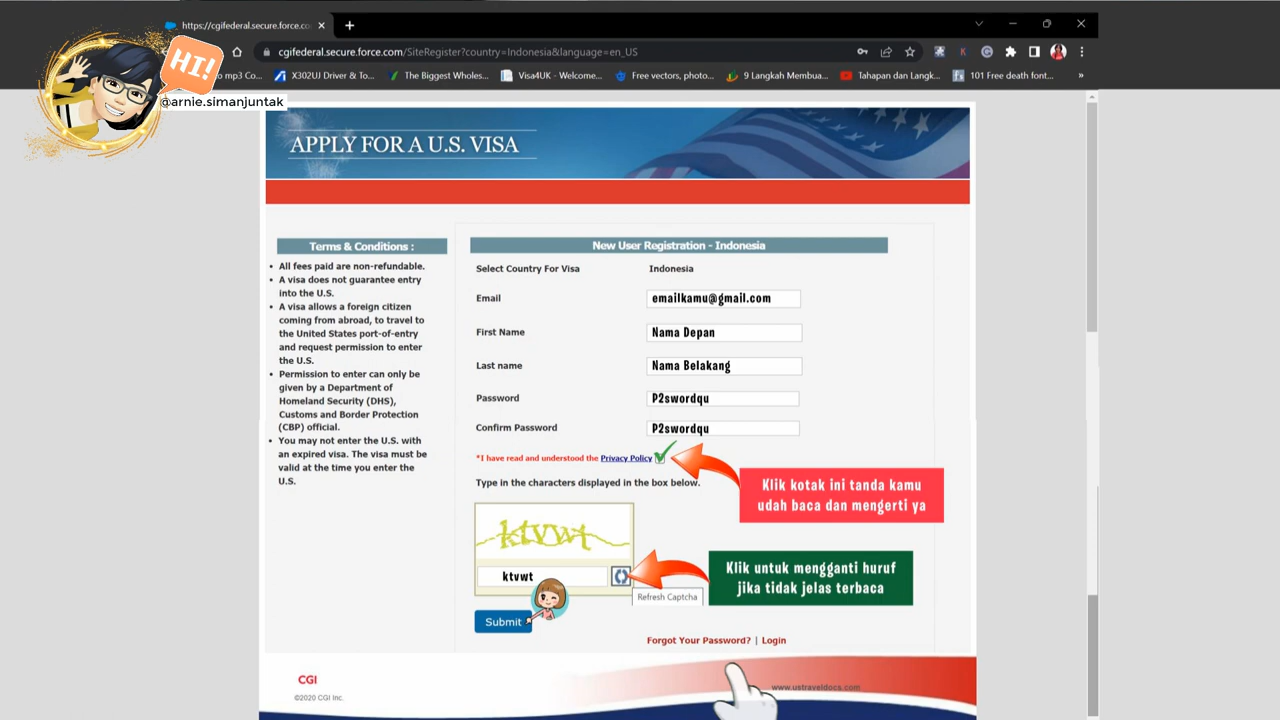 https://cgifederal.secure.force.co
HI!
cgifederal.secure.force.com/SiteRegister?country=Indonesia&language=en_US
o mp3 Co...
X302UJ Driver & To...
The Biggest Wholes...
Visa4UK - Welcome...
Free vectors, photo...
9 Langkah Membua...
Tahapan dan Langk...
101 Free death font...
»
@arnie.simanjuntak
APPLY FOR A U.S. VISA
Terms & Conditions :
• All fees paid are non-refundable.
• A visa does not guarantee entry
into the U.S.
• A visa allows a foreign citizen
coming from abroad, to travel to
the United States port-of-entry
and request permission to enter
the U.S.
• Permission to enter can only be
given by a Department of
Homeland Security (DHS),
Customs and Border Protection
(CBP) official.
• You may not enter the U.S. with
an expired visa. The visa must be
valid at the time you enter the
U.S.
New User Registration - Indonesia
Select Country For Visa Indonesia
Email emailkamu@gmail.com
First Name Nama Depan
Last name Nama Belakang
Password P2swordqu
Confirm Password P2swordqu
*I have read and understood the Privacy Policy
Klik kotak ini tanda kamu
udah baca dan mengerti ya
Type in the characters displayed in the box below.
ktvwt
ktvwt
Klik untuk mengganti huruf
jika tidak jelas terbaca
Refresh Captcha
Submit
Forgot Your Password? | Login
CGI
©2020 CGI Inc.
www.ustraveldocs.com